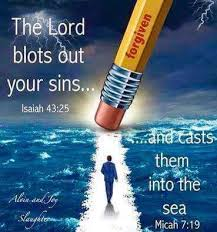 The Lord
blots out
your sins...
Isaiah 43:25
forgiven
....and casts
them
into the
sea
Micah 7:19
Alvin and Joy
Slaughter